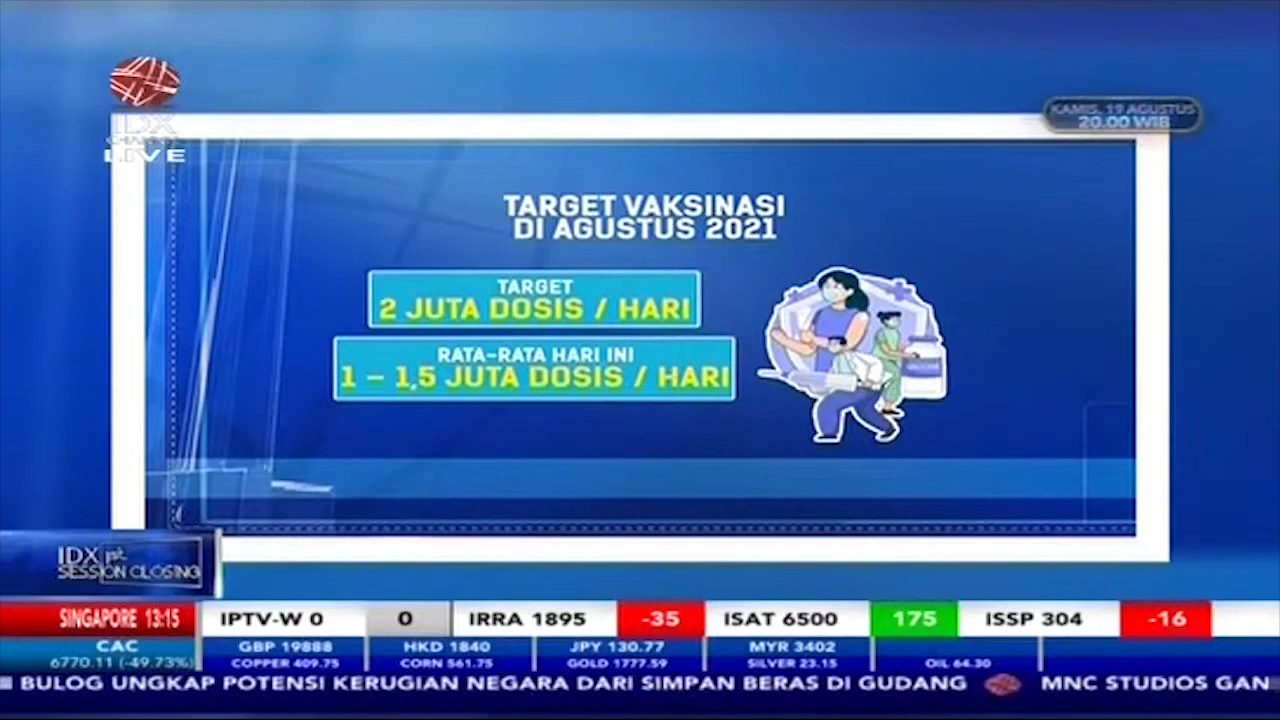 IDX
CHANNEL
LIVE
KAMIS, 19 AGUSTUS
20.00 WIB
TARGET VAKSINASI
DI AGUSTUS 2021
TARGET
2 JUTA DOSIS / HARI
RATA-RATA HARI INI
1 – 1,5 JUTA DOSIS / HARI
IDX 1st
SESSION CLOSING
SINGAPORE 13:15 IPTV-W 0 0 IRRA 1895 -35 ISAT 6500 175 ISSP 304 -16
CAC GBP 19888 HKD 1840 JPY 130.77 MYR 3402
6770.11 (-49.73%) COPPER 409.75 CORN 561.75 GOLD 1777.59 SILVER 23.15 OIL 64.30
BULOG UNGKAP POTENSI KERUGIAN NEGARA DARI SIMPAN BERAS DI GUDANG MNC STUDIOS GAN